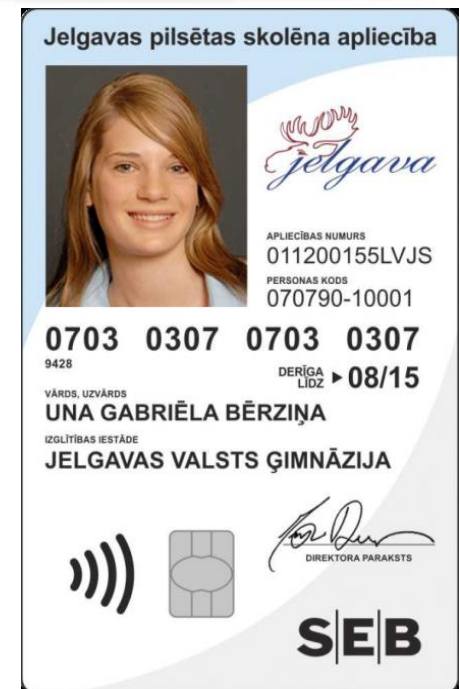 Jelgavas pilsētas skolēna apliecība
jelgava
APLIECĪBAS NUMURS
011200155LVJS
PERSONAS KODS
070790-10001
0703 0307 0703 0307
9428
DERĪGA LĪDZ ▶ 08/15
VĀRDS, UZVĀRDS
UNA GABRIĒLA BĒRZIŅA
IZGLĪTĪBAS IESTĀDE
JELGAVAS VALSTS ĢIMNĀZIJA
DIREKTORA PARAKSTS
SEB